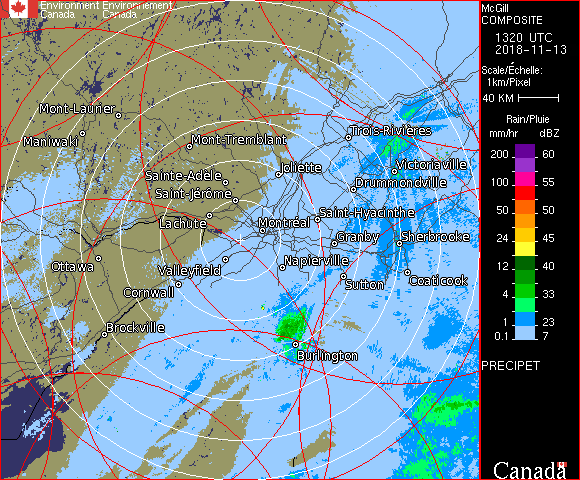 Environment Environnement
Canada Canada
McGill
COMPOSITE
1320 UTC
2018-11-13
Scale/Échelle:
1km/Pixel
40 KM
Rain/Pluie
mm/hr dBZ
200 60
100 55
50 50
24 45
12 40
4 33
1 23
0.1 7
PRECIPET
Canada
Mont-Laurier
Maniwaki
Mont-Tremblant
Trois-Rivières
Joliette
Victoriaville
Sainte-Adèle
Drummondville
Saint-Jérôme
Lachute
Saint-Hyacinthe
Montréal
Granby
Sherbrooke
Ottawa
Valleyfield
Napierville
Cornwall
Sutton
Coaticook
Brockville
Burlington